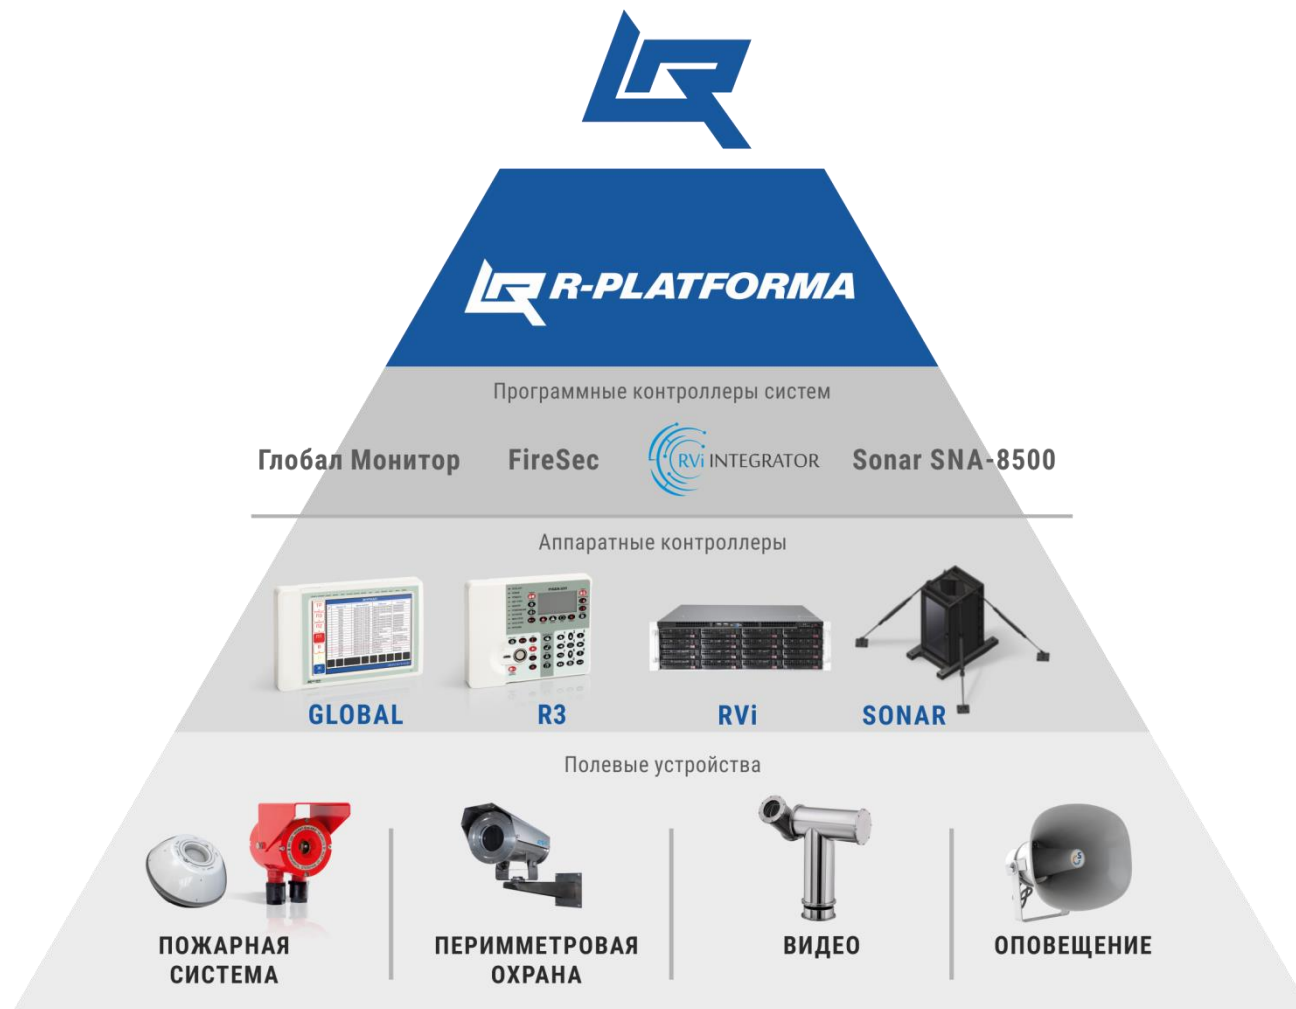 R-PLATFORMA
Программные контроллеры систем
Глобал Монитор
FireSec
RVi INTEGRATOR
Sonar SNA-8500
Аппаратные контроллеры
GLOBAL
R3
RVi
SONAR
Полевые устройства
ПОЖАРНАЯ
СИСТЕМА
ПЕРИММЕТРОВАЯ
ОХРАНА
ВИДЕО
ОПОВЕЩЕНИЕ